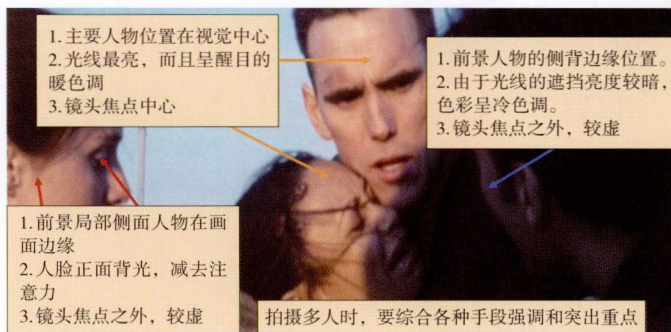 1.主要人物位置在视觉中心
2.光线最亮，而且呈醒目的
暖色调
3.镜头焦点中心
1.前景人物的侧背边缘位置。
2.由于光线的遮挡亮度较暗，
色彩呈冷色调。
3.镜头焦点之外，较虚
1.前景局部侧面人物在画
面边缘
2.人脸正面背光，减去注
意力
3.镜头焦点之外，较虚
拍摄多人时，要综合各种手段强调和突出重点